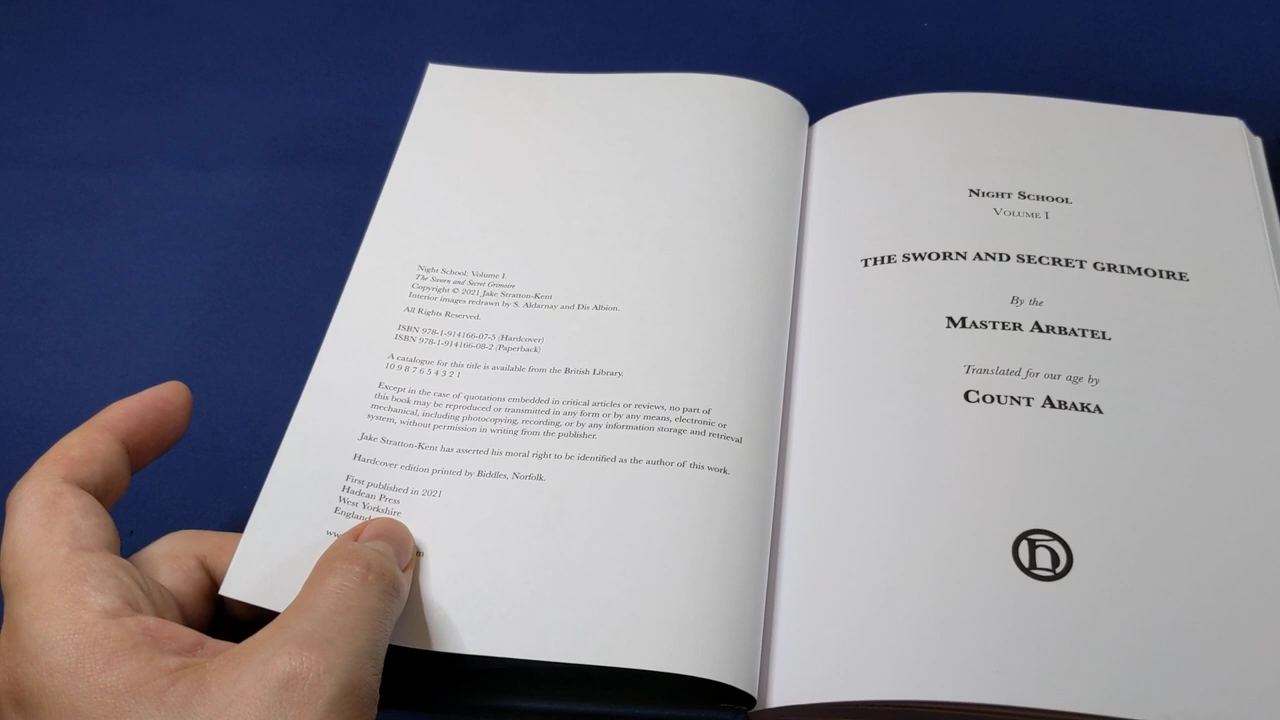 Night School: Volume I.
The Sworn and Secret Grimoire
Copyright © 2021 Jake Stratton-Kent
Interior images redrawn by S. Aldarnay and Dis Albion.
All Rights Reserved.
ISBN 978-1-914166-07-5 (Hardcover)
ISBN 978-1-914166-08-2 (Paperback)
A catalogue for this title is available from the British Library.
10 9 8 7 6 5 4 3 2 1
Except in the case of quotations embedded in critical articles or reviews, no part of
this book may be reproduced or transmitted in any form or by any means, electronic or
mechanical, including photocopying, recording, or by any information storage and retrieval
system, without permission in writing from the publisher.
Jake Stratton-Kent has asserted his moral right to be identified as the author of this work.
Hardcover edition printed by Biddles, Norfolk.
First published in 2021
Hadean Press
West Yorkshire
England
Night School
Volume I
THE SWORN AND SECRET GRIMOIRE
By the
Master Arbatel
Translated for our age by
Count Abaka